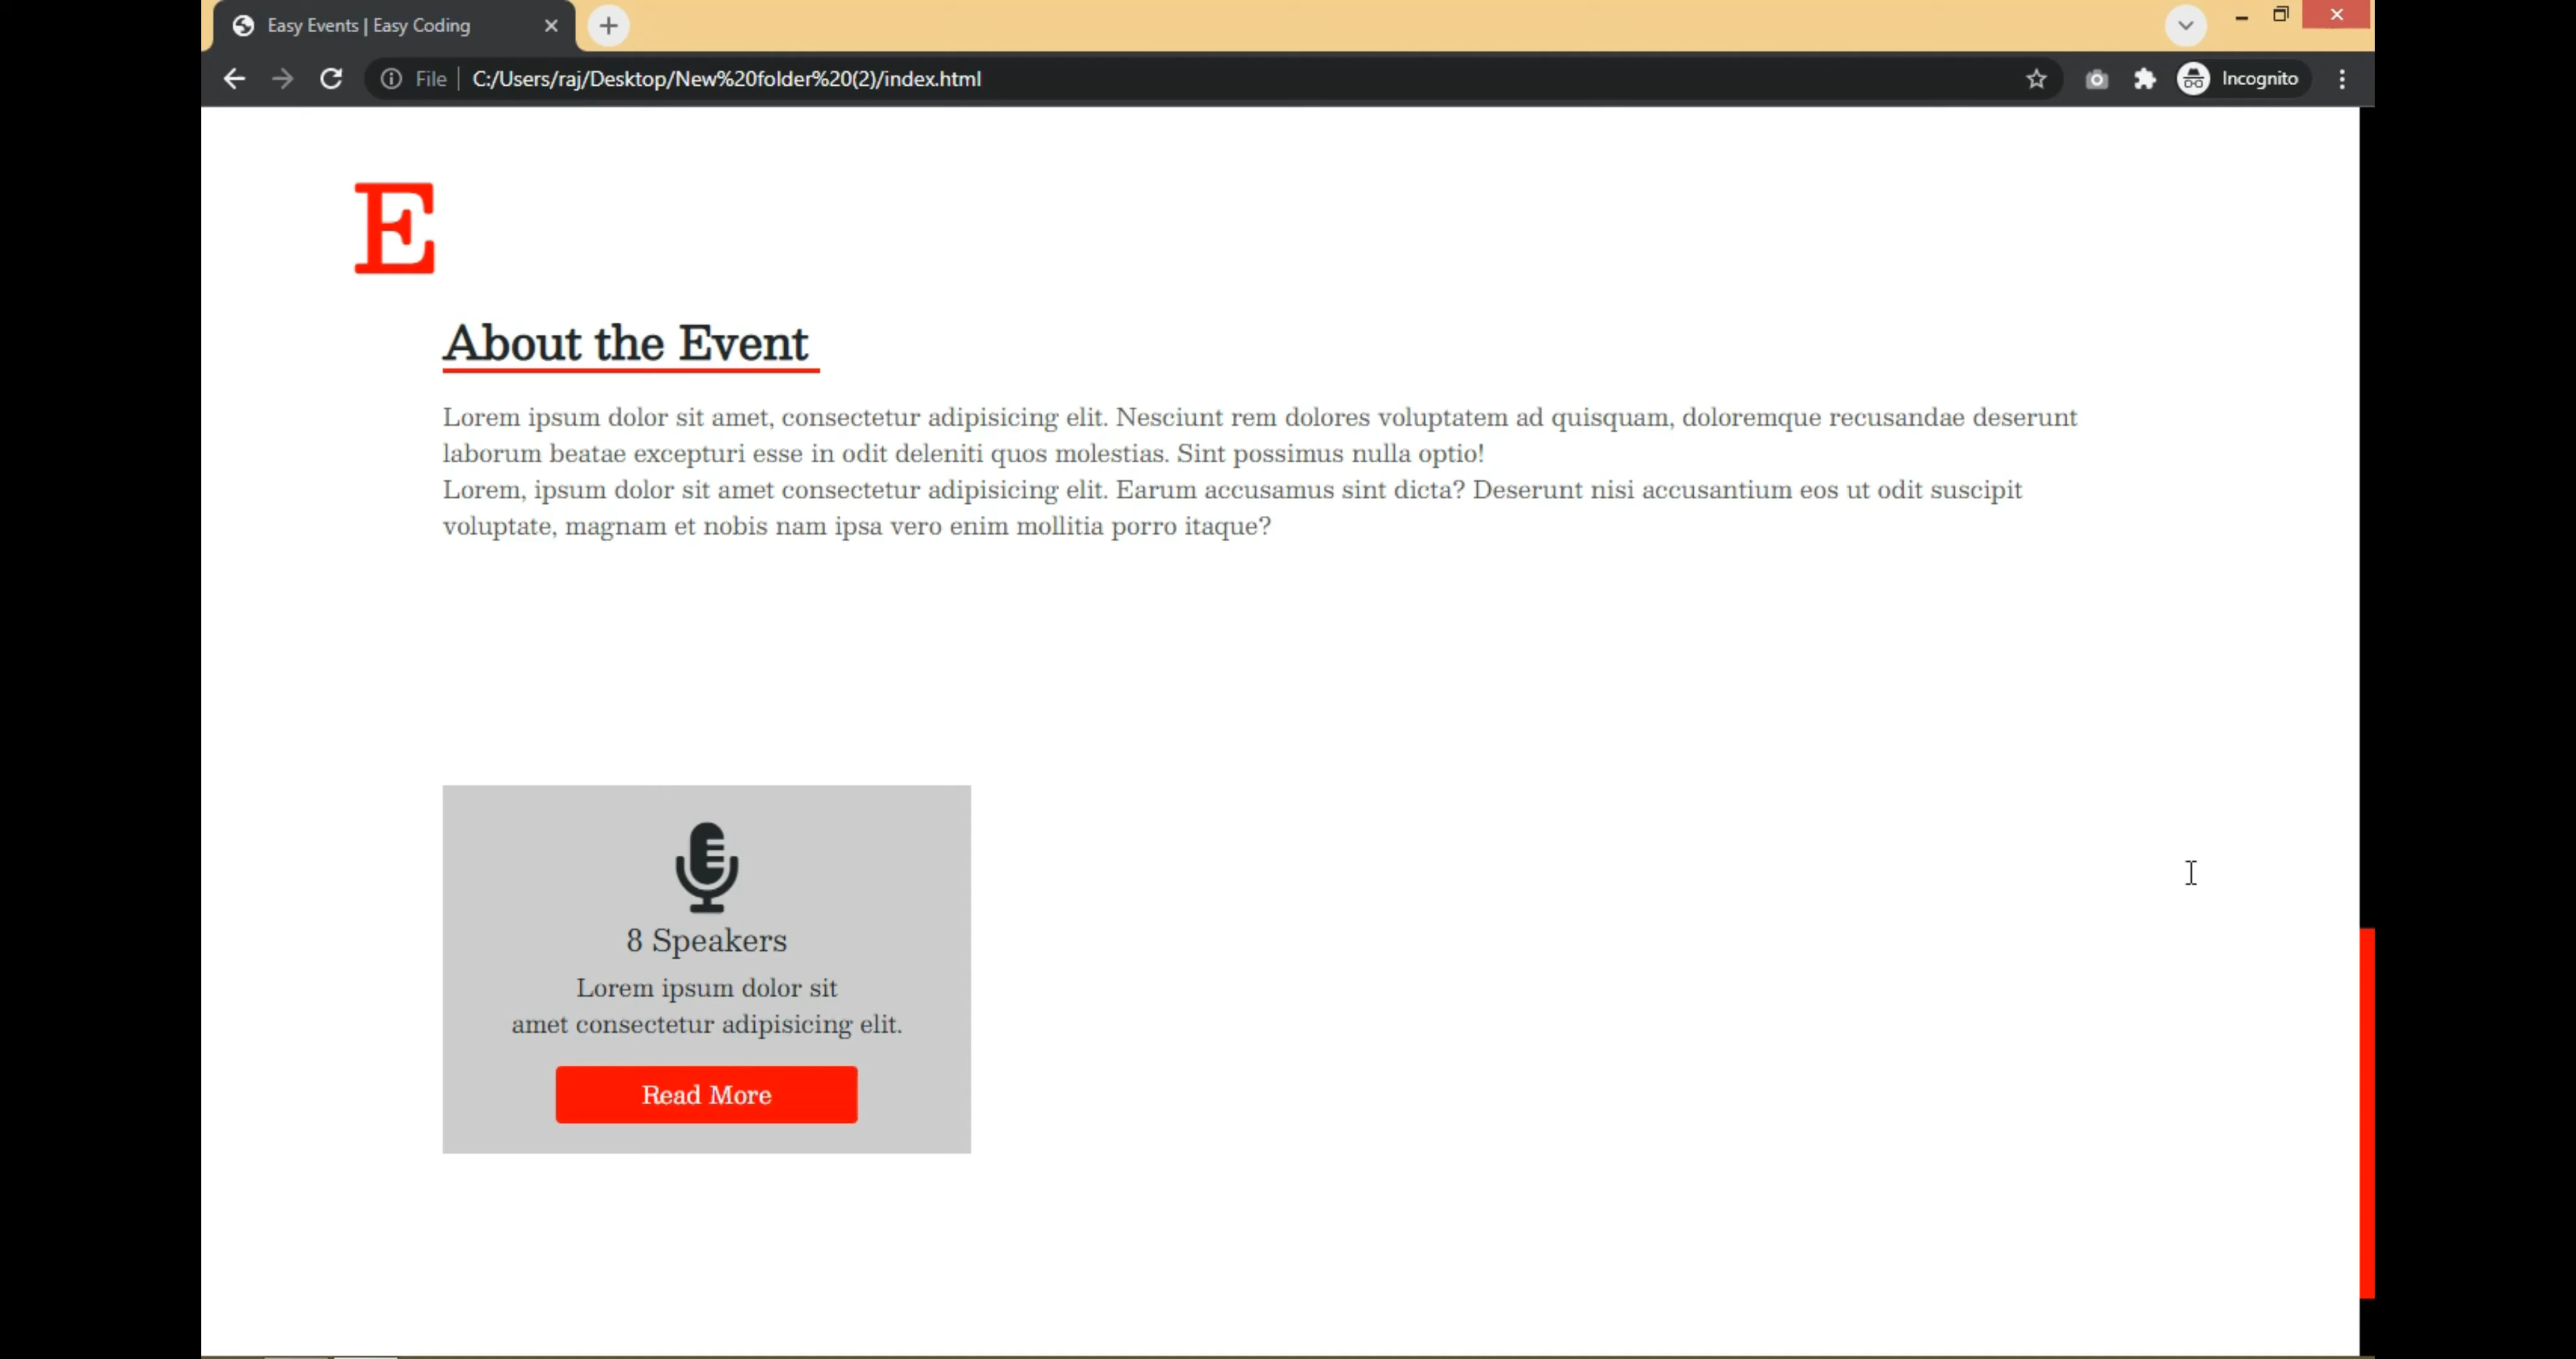 Easy Events | Easy Coding
File
C:/Users/raj/Desktop/New%20folder%20(2)/index.html
Incognito
E
About the Event
Lorem ipsum dolor sit amet, consectetur adipisicing elit. Nesciunt rem dolores voluptatem ad quisquam, doloremque recusandae deserunt
laborum beatae excepturi esse in odit deleniti quos molestias. Sint possimus nulla optio!
Lorem, ipsum dolor sit amet consectetur adipisicing elit. Earum accusamus sint dicta? Deserunt nisi accusantium eos ut odit suscipit
voluptate, magnam et nobis nam ipsa vero enim mollitia porro itaque?
8 Speakers
Lorem ipsum dolor sit
amet consectetur adipisicing elit.
Read More